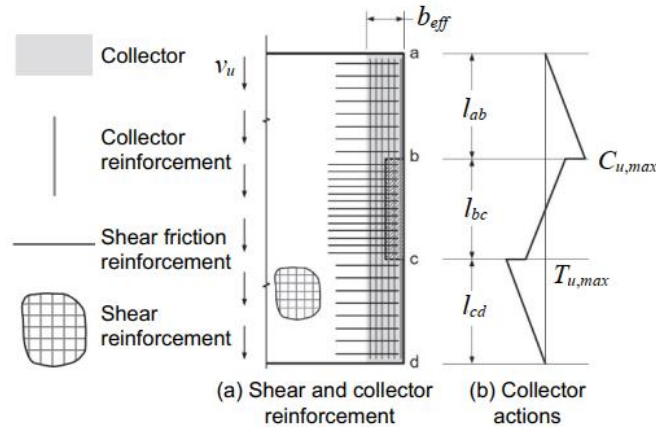 Collector
Collector
reinforcement
Shear friction
reinforcement
Shear
reinforcement
b_eff
v_u
a
b
c
d
(a) Shear and collector
reinforcement
l_ab
l_bc
l_cd
C_u,max
T_u,max
(b) Collector
actions